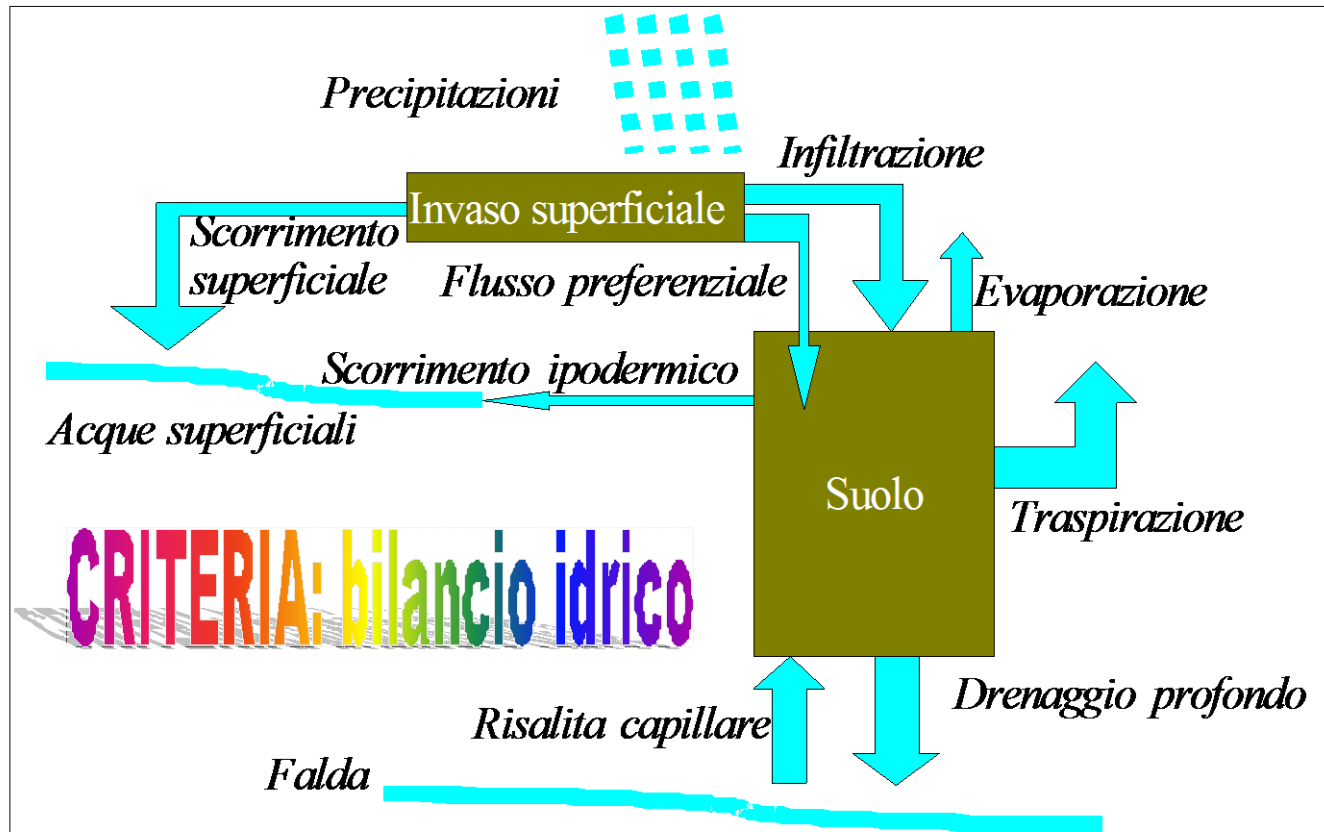 Precipitazioni
Infiltrazione
Invaso superficiale
Scorrimento
superficiale
Flusso preferenziale
Evaporazione
Scorrimento ipodermico
Acque superficiali
Suolo
Traspirazione
CRITERIA: bilancio idrico
Drenaggio profondo
Risalita capillare
Falda